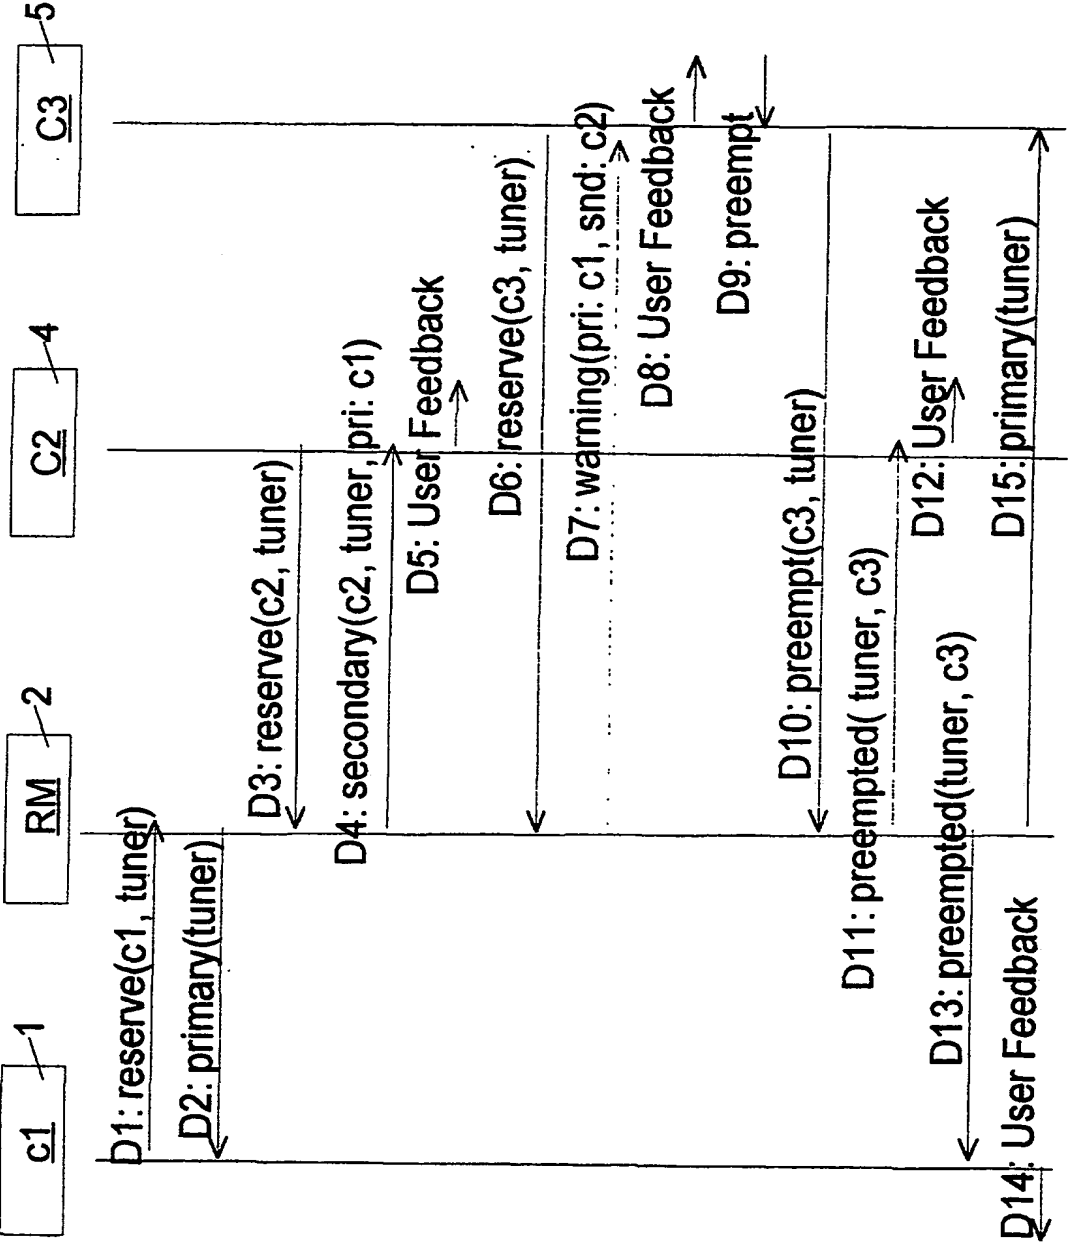 c1
1
RM
2
C2
4
C3
5
D1: reserve(c1, tuner)
D2: primary(tuner)
D3: reserve(c2, tuner)
D4: secondary(c2, tuner, pri: c1)
D5: User Feedback
D6: reserve(c3, tuner)
D7: warning(pri: c1, snd: c2)
D8: User Feedback
D9: preempt
D10: preempt(c3, tuner)
D11: preempted( tuner, c3)
D12: User Feedback
D13: preempted(tuner, c3)
D14: User Feedback
D15: primary(tuner)